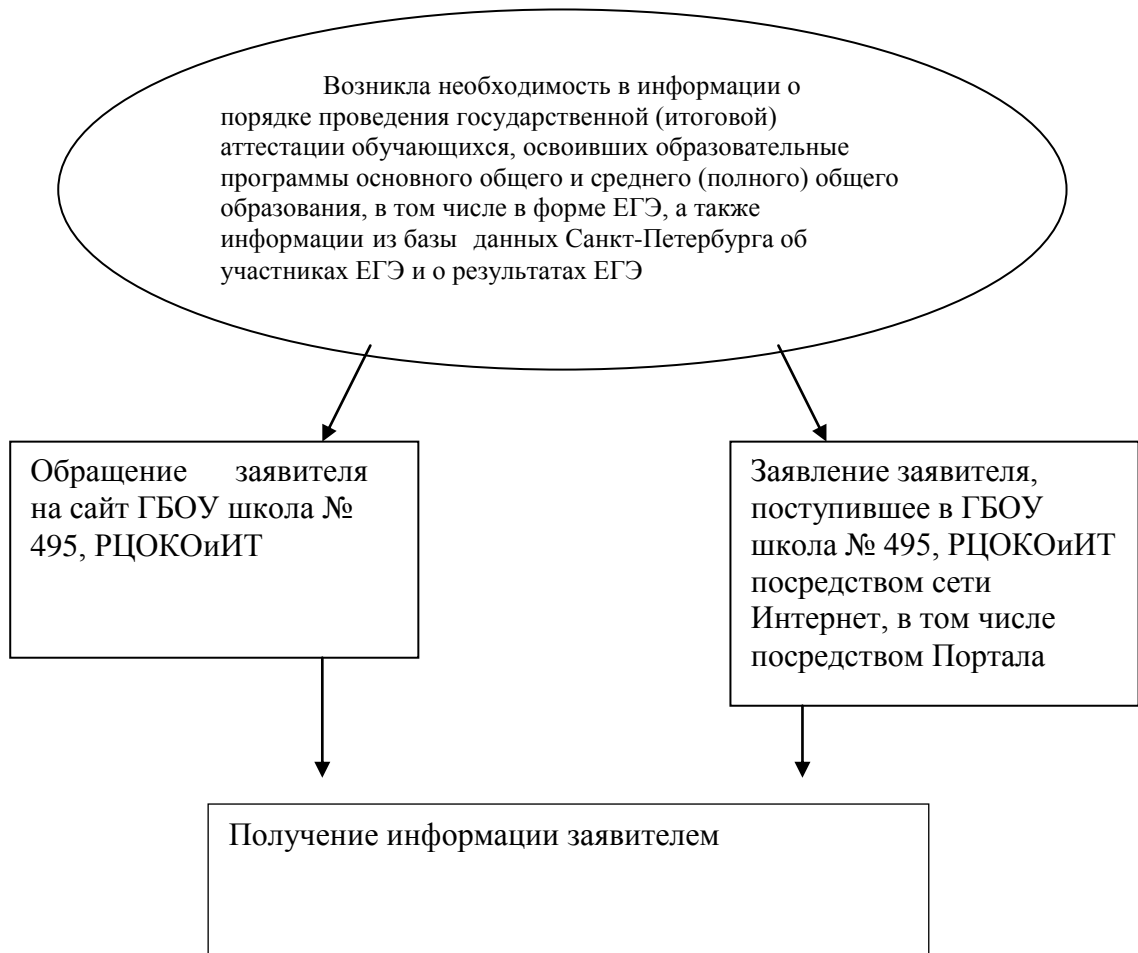 Возникла необходимость в информации о
порядке проведения государственной (итоговой)
аттестации обучающихся, освоивших образовательные
программы основного общего и среднего (полного) общего
образования, в том числе в форме ЕГЭ, а также
информации из базы данных Санкт-Петербурга об
участниках ЕГЭ и о результатах ЕГЭ
Обращение заявителя
на сайт ГБОУ школа №
495, РЦОКОиИТ
Заявление заявителя,
поступившее в ГБОУ
школа № 495, РЦОКОиИТ
посредством сети
Интернет, в том числе
посредством Портала
Получение информации заявителем